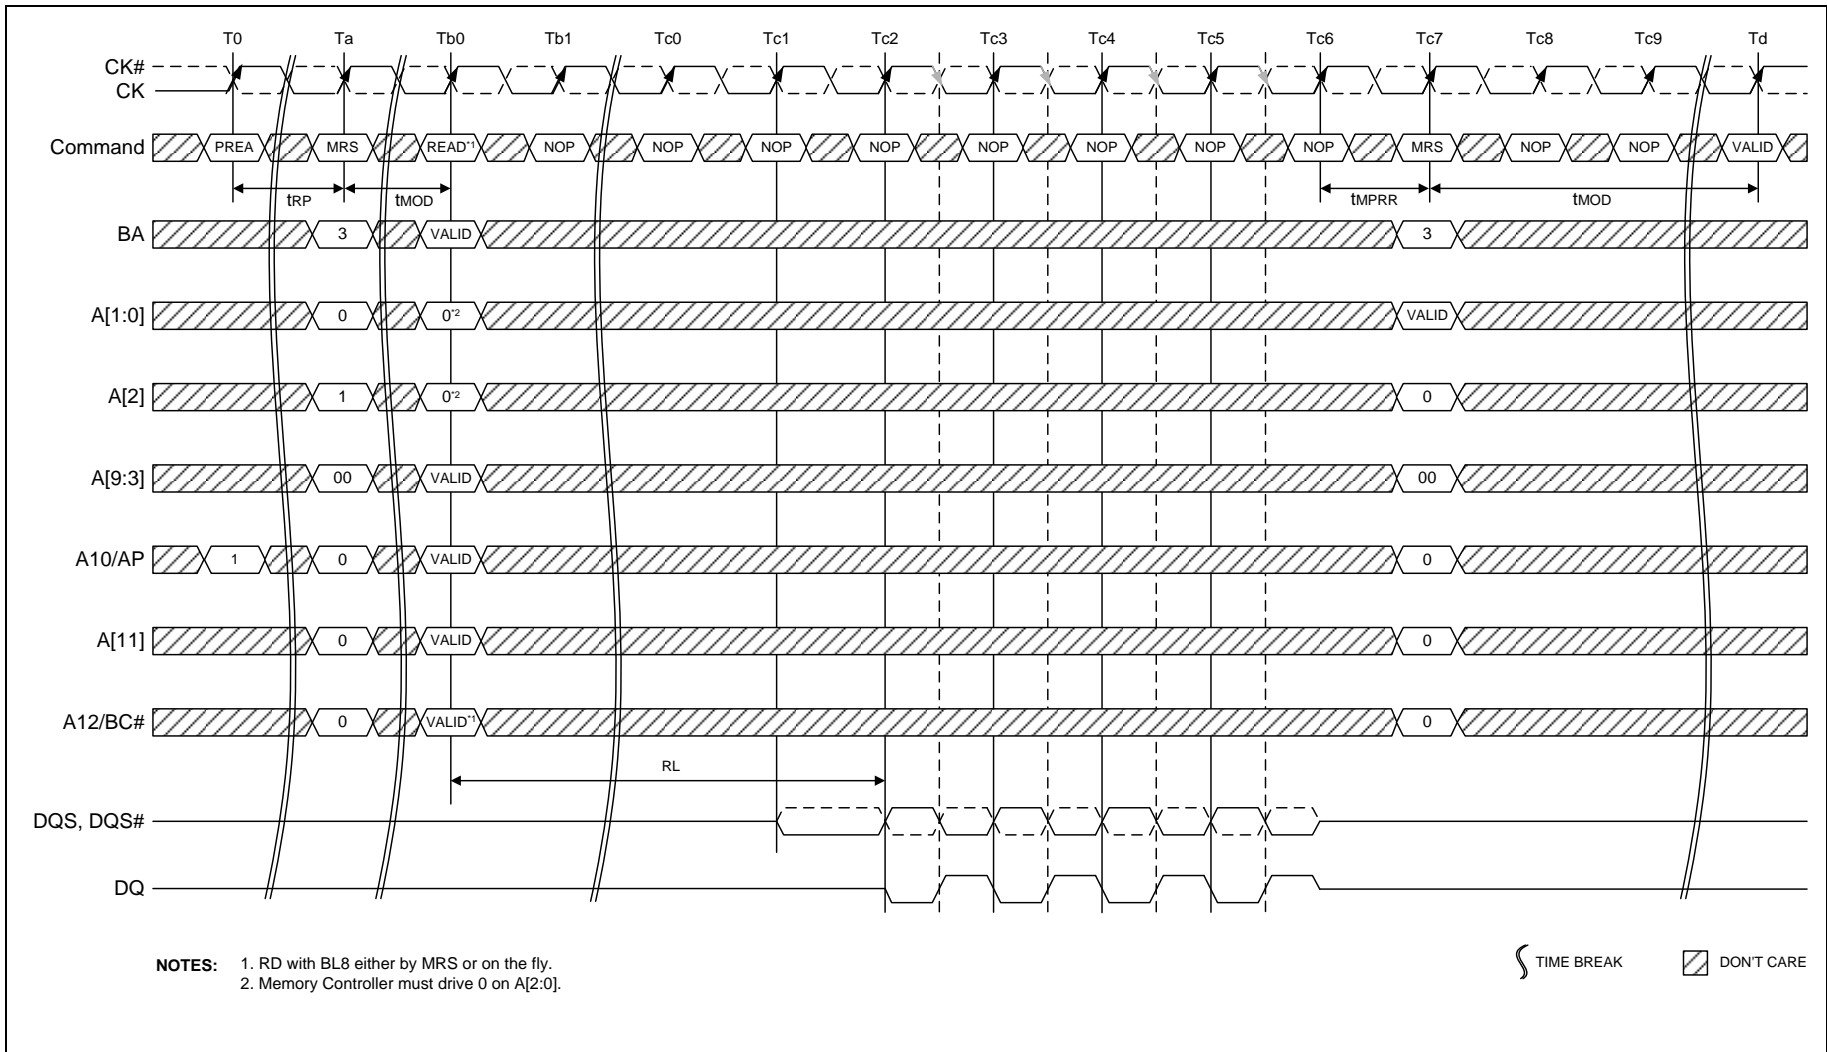 T0 Ta Tb0 Tb1 Tc0 Tc1 Tc2 Tc3 Tc4 Tc5 Tc6 Tc7 Tc8 Tc9 Td
CK#
CK
Command PREA MRS READ*1 NOP NOP NOP NOP NOP NOP NOP NOP MRS NOP NOP VALID
tRP tMOD tMPRR tMOD
BA 3 VALID 3
A[1:0] 0 0*2 VALID
A[2] 1 0*2 0
A[9:3] 00 VALID 00
A10/AP 1 0 VALID 0
A[11] 0 VALID 0
A12/BC# 0 VALID*1 0
RL
DQS, DQS#
DQ
NOTES: 1. RD with BL8 either by MRS or on the fly.
2. Memory Controller must drive 0 on A[2:0].
TIME BREAK DON'T CARE